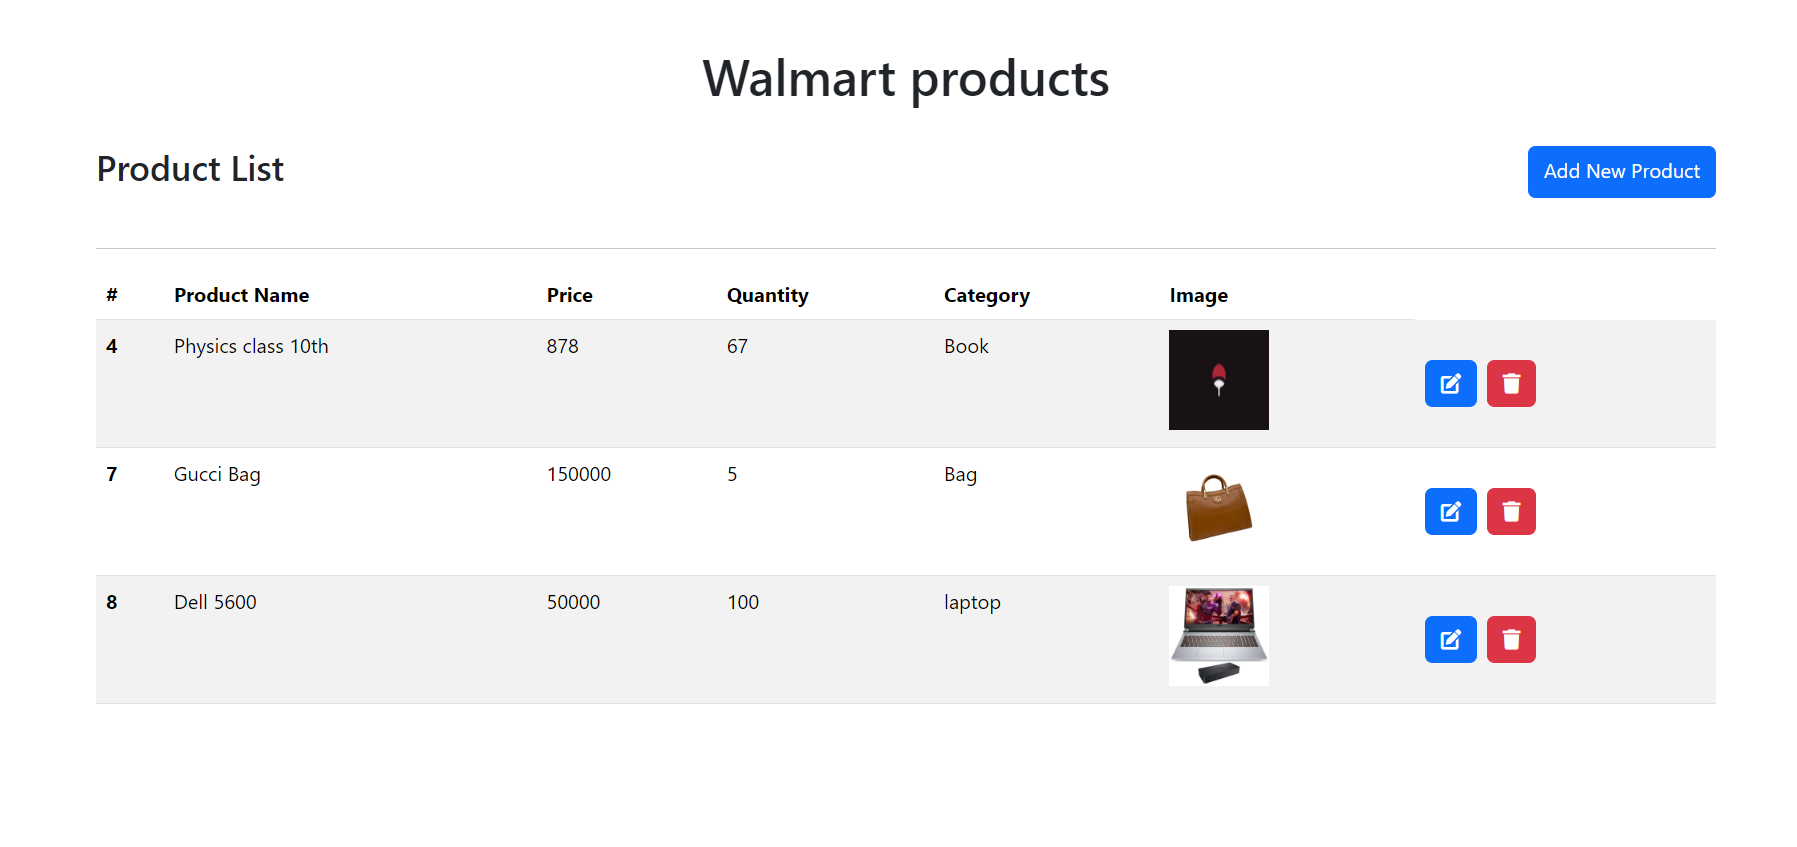 Walmart products
Product List
Add New Product
# Product Name Price Quantity Category Image
4 Physics class 10th 878 67 Book
7 Gucci Bag 150000 5 Bag
8 Dell 5600 50000 100 laptop